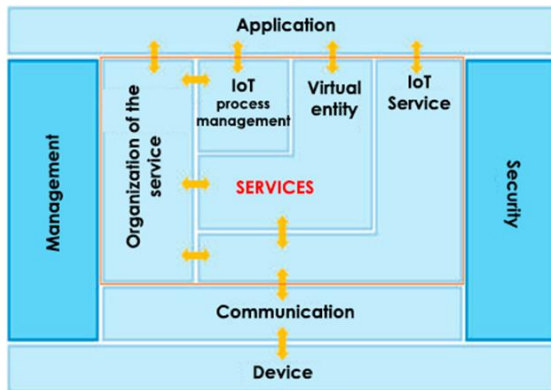 Application
Management
Organization of the
service
IoT
process
management
Virtual
entity
IoT
Service
SERVICES
Security
Communication
Device